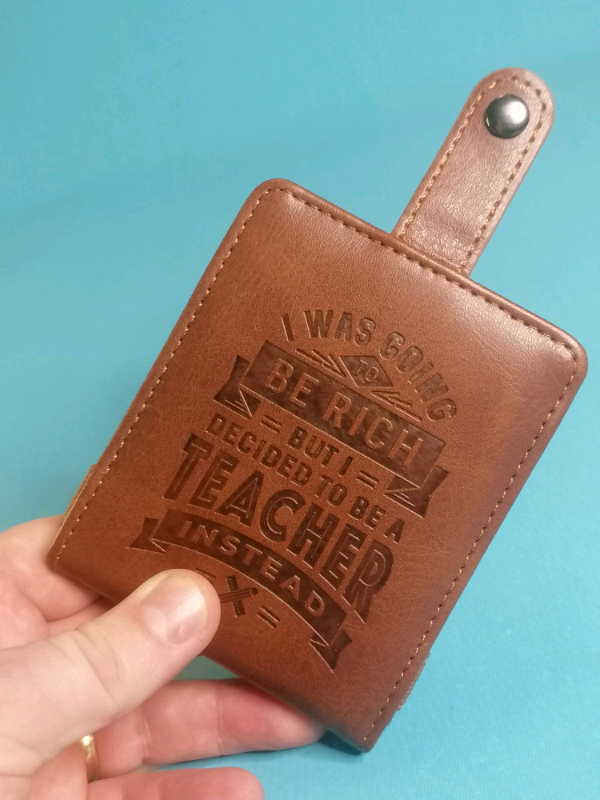 I WAS GOING
TO
BE RICH
BUT I
DECIDED TO BE A
TEACHER
INSTEAD